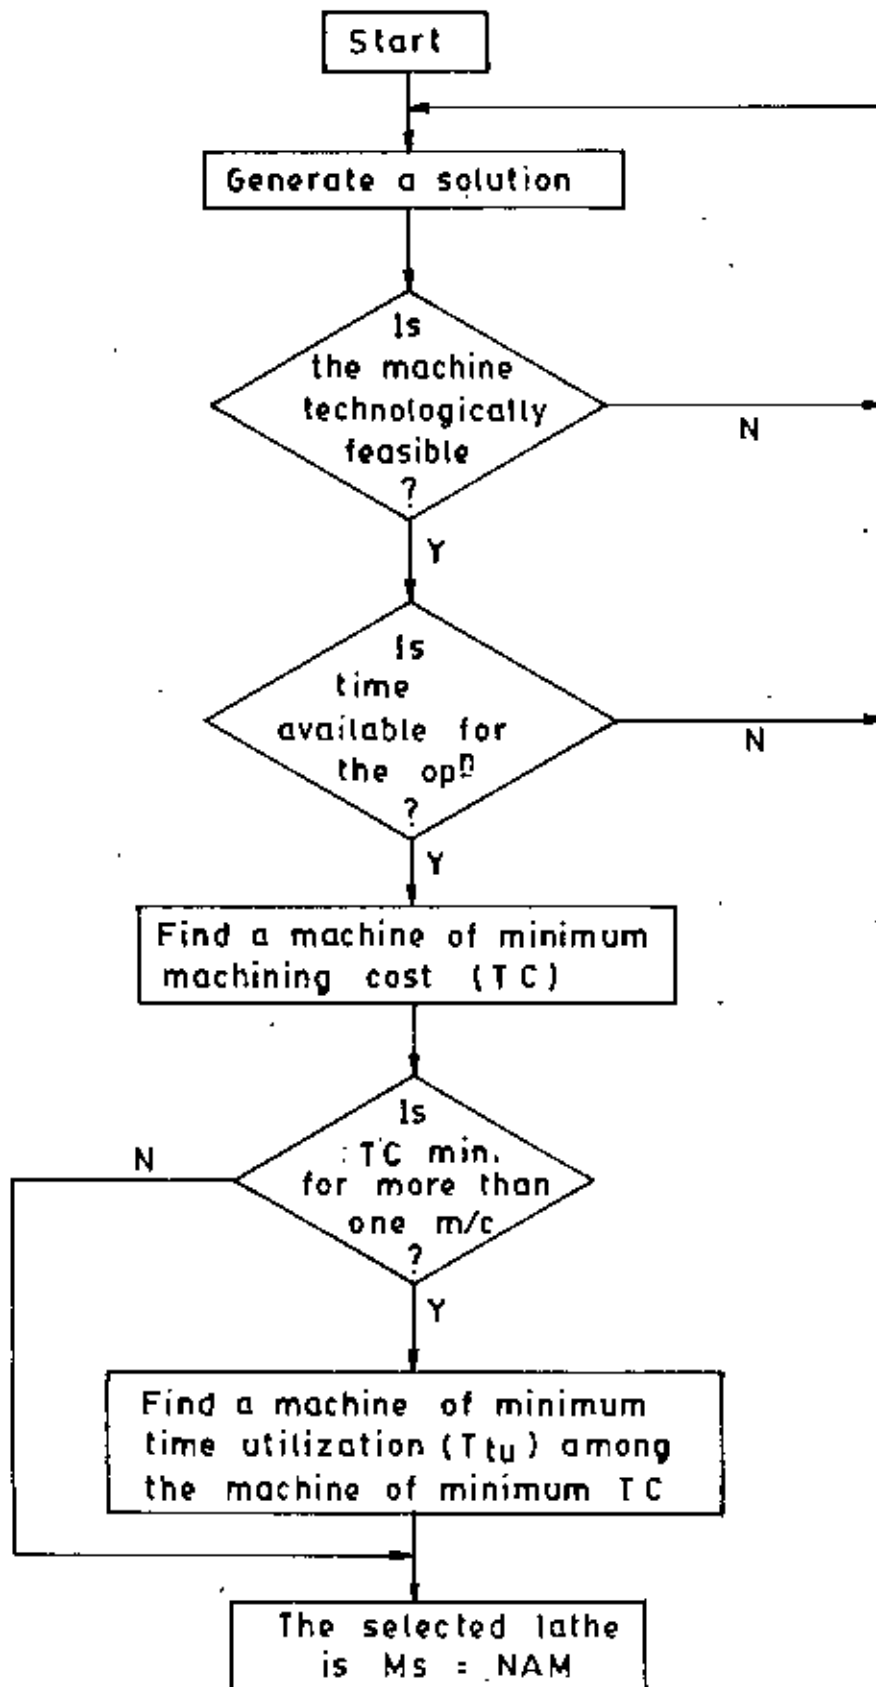 Start
Generate a solution
Is
the machine
technologically
feasible
?
N
Y
Is
time
available for
the opⁿ
?
N
Y
Find a machine of minimum
machining cost (TC)
Is
TC min.
for more than
one m/c
?
N
Y
Find a machine of minimum
time utilization (Ttu) among
the machine of minimum TC
The selected lathe
is Ms = NAM